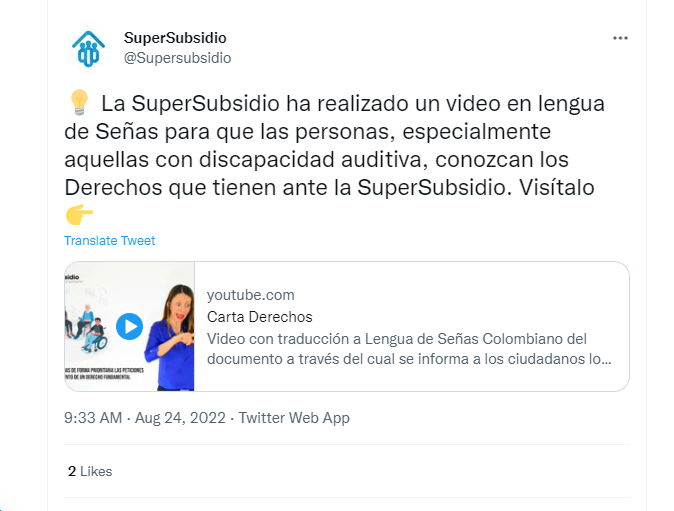 SuperSubsidio
@Supersubsidio
La SuperSubsidio ha realizado un video en lengua
de Señas para que las personas, especialmente
aquellas con discapacidad auditiva, conozcan los
Derechos que tienen ante la SuperSubsidio. Visítalo
Translate Tweet
sidio
AS DE FORMA PRIORITARIA LAS PETICIONES
NTO DE UN DERECHO FUNDAMENTAL
youtube.com
Carta Derechos
Video con traducción a Lengua de Señas Colombiano del
documento a través del cual se informa a los ciudadanos lo...
9:33 AM · Aug 24, 2022 · Twitter Web App
2 Likes